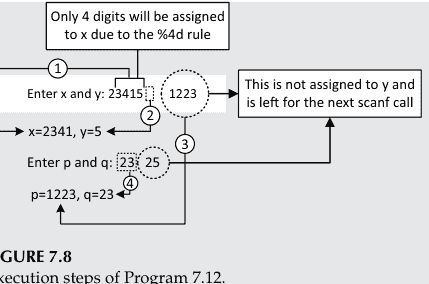 Only 4 digits will be assigned
to x due to the %4d rule
1
Enter x and y: 23415 1223
This is not assigned to y and
is left for the next scanf call
2
x=2341, y=5
3
Enter p and q: 23 25
4
p=1223, q=23
GURE 7.8
xecution steps of Program 7.12.